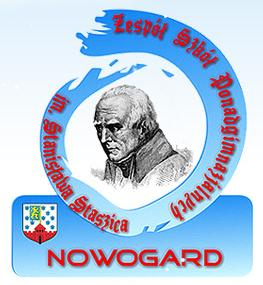 Zespół Szkół Ponadgimnazjalnych
im. Stanisława Staszica
NOWOGARD